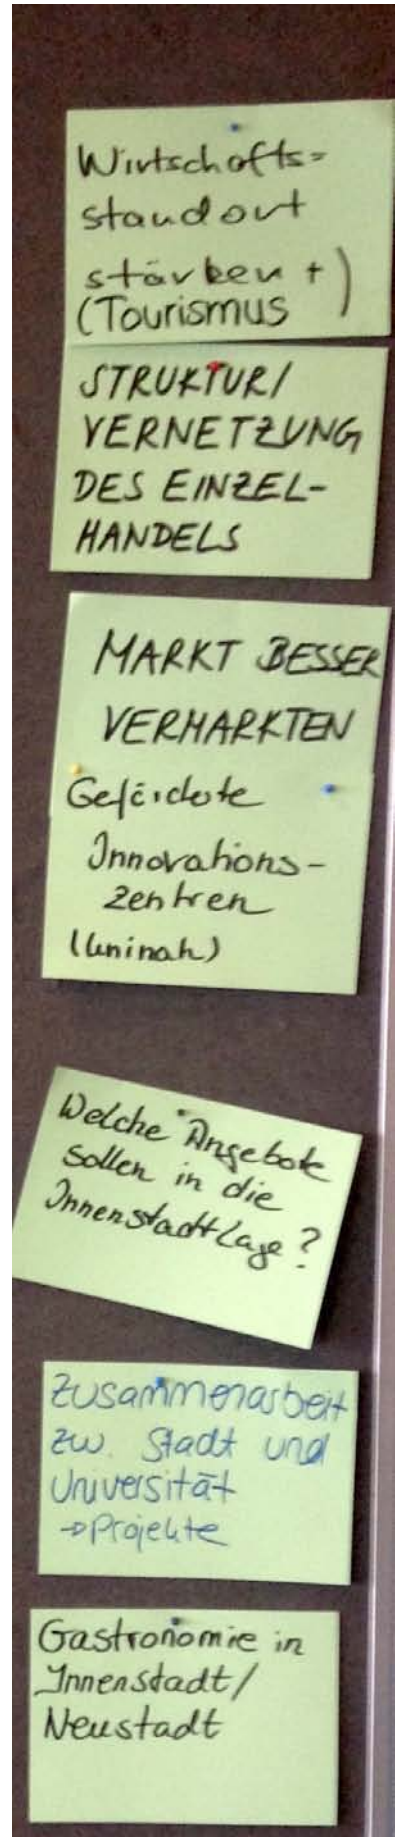 Wirtschafts-
standort
stärken +)
(Tourismus
STRUKTUR/
VERNETZUNG
DES EINZEL-
HANDELS
MARKT BESSER
VERMARKTEN
Geförderte
Innovations-
zentren
(uninah)
Welche Angebote
sollen in die
Innenstadtlage?
Zusammenarbeit
zw. Stadt und
Universität
→Projekte
Gastronomie in
Innenstadt/
Neustadt